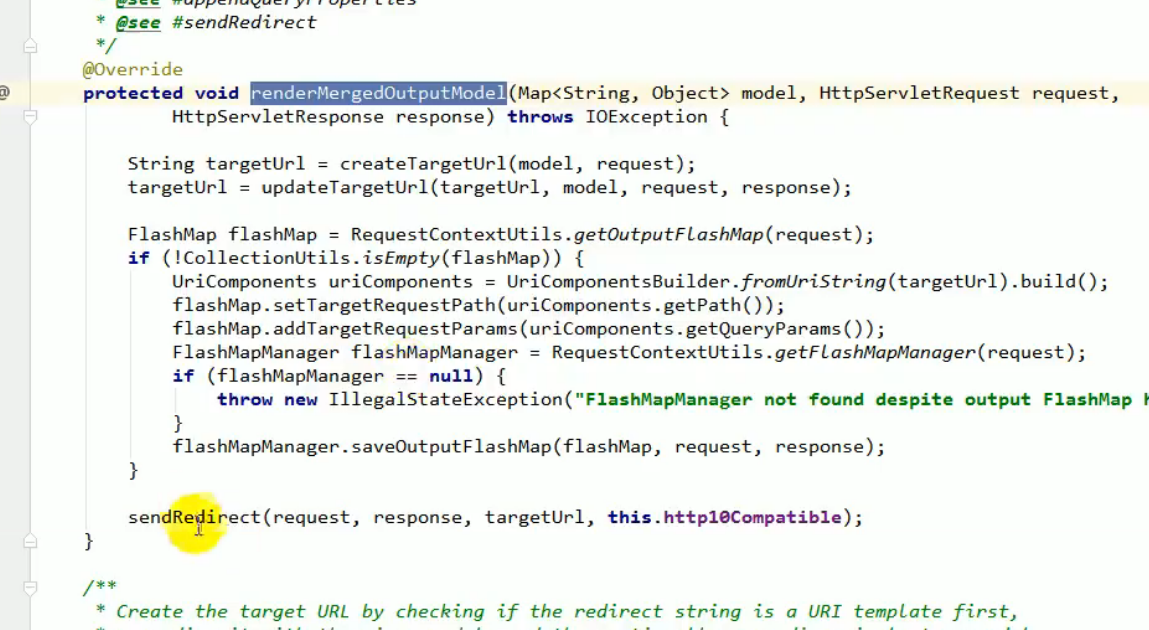 * @see #appendQueryProperties
* @see #sendRedirect
*/
@Override
protected void renderMergedOutputModel(Map<String, Object> model, HttpServletRequest request,
HttpServletResponse response) throws IOException {
String targetUrl = createTargetUrl(model, request);
targetUrl = updateTargetUrl(targetUrl, model, request, response);
FlashMap flashMap = RequestContextUtils.getOutputFlashMap(request);
if (!CollectionUtils.isEmpty(flashMap)) {
UriComponents uriComponents = UriComponentsBuilder.fromUriString(targetUrl).build();
flashMap.setTargetRequestPath(uriComponents.getPath());
flashMap.addTargetRequestParams(uriComponents.getQueryParams());
FlashMapManager flashMapManager = RequestContextUtils.getFlashMapManager(request);
if (flashMapManager == null) {
throw new IllegalStateException("FlashMapManager not found despite output FlashMap
}
flashMapManager.saveOutputFlashMap(flashMap, request, response);
}
sendRedirect(request, response, targetUrl, this.http10Compatible);
}
/**
* Create the target URL by checking if the redirect string is a URI template first,